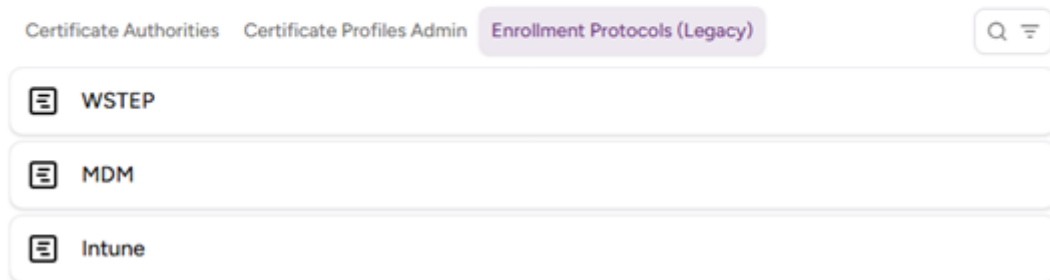 Certificate Authorities Certificate Profiles Admin Enrollment Protocols (Legacy)
WSTEP
MDM
Intune